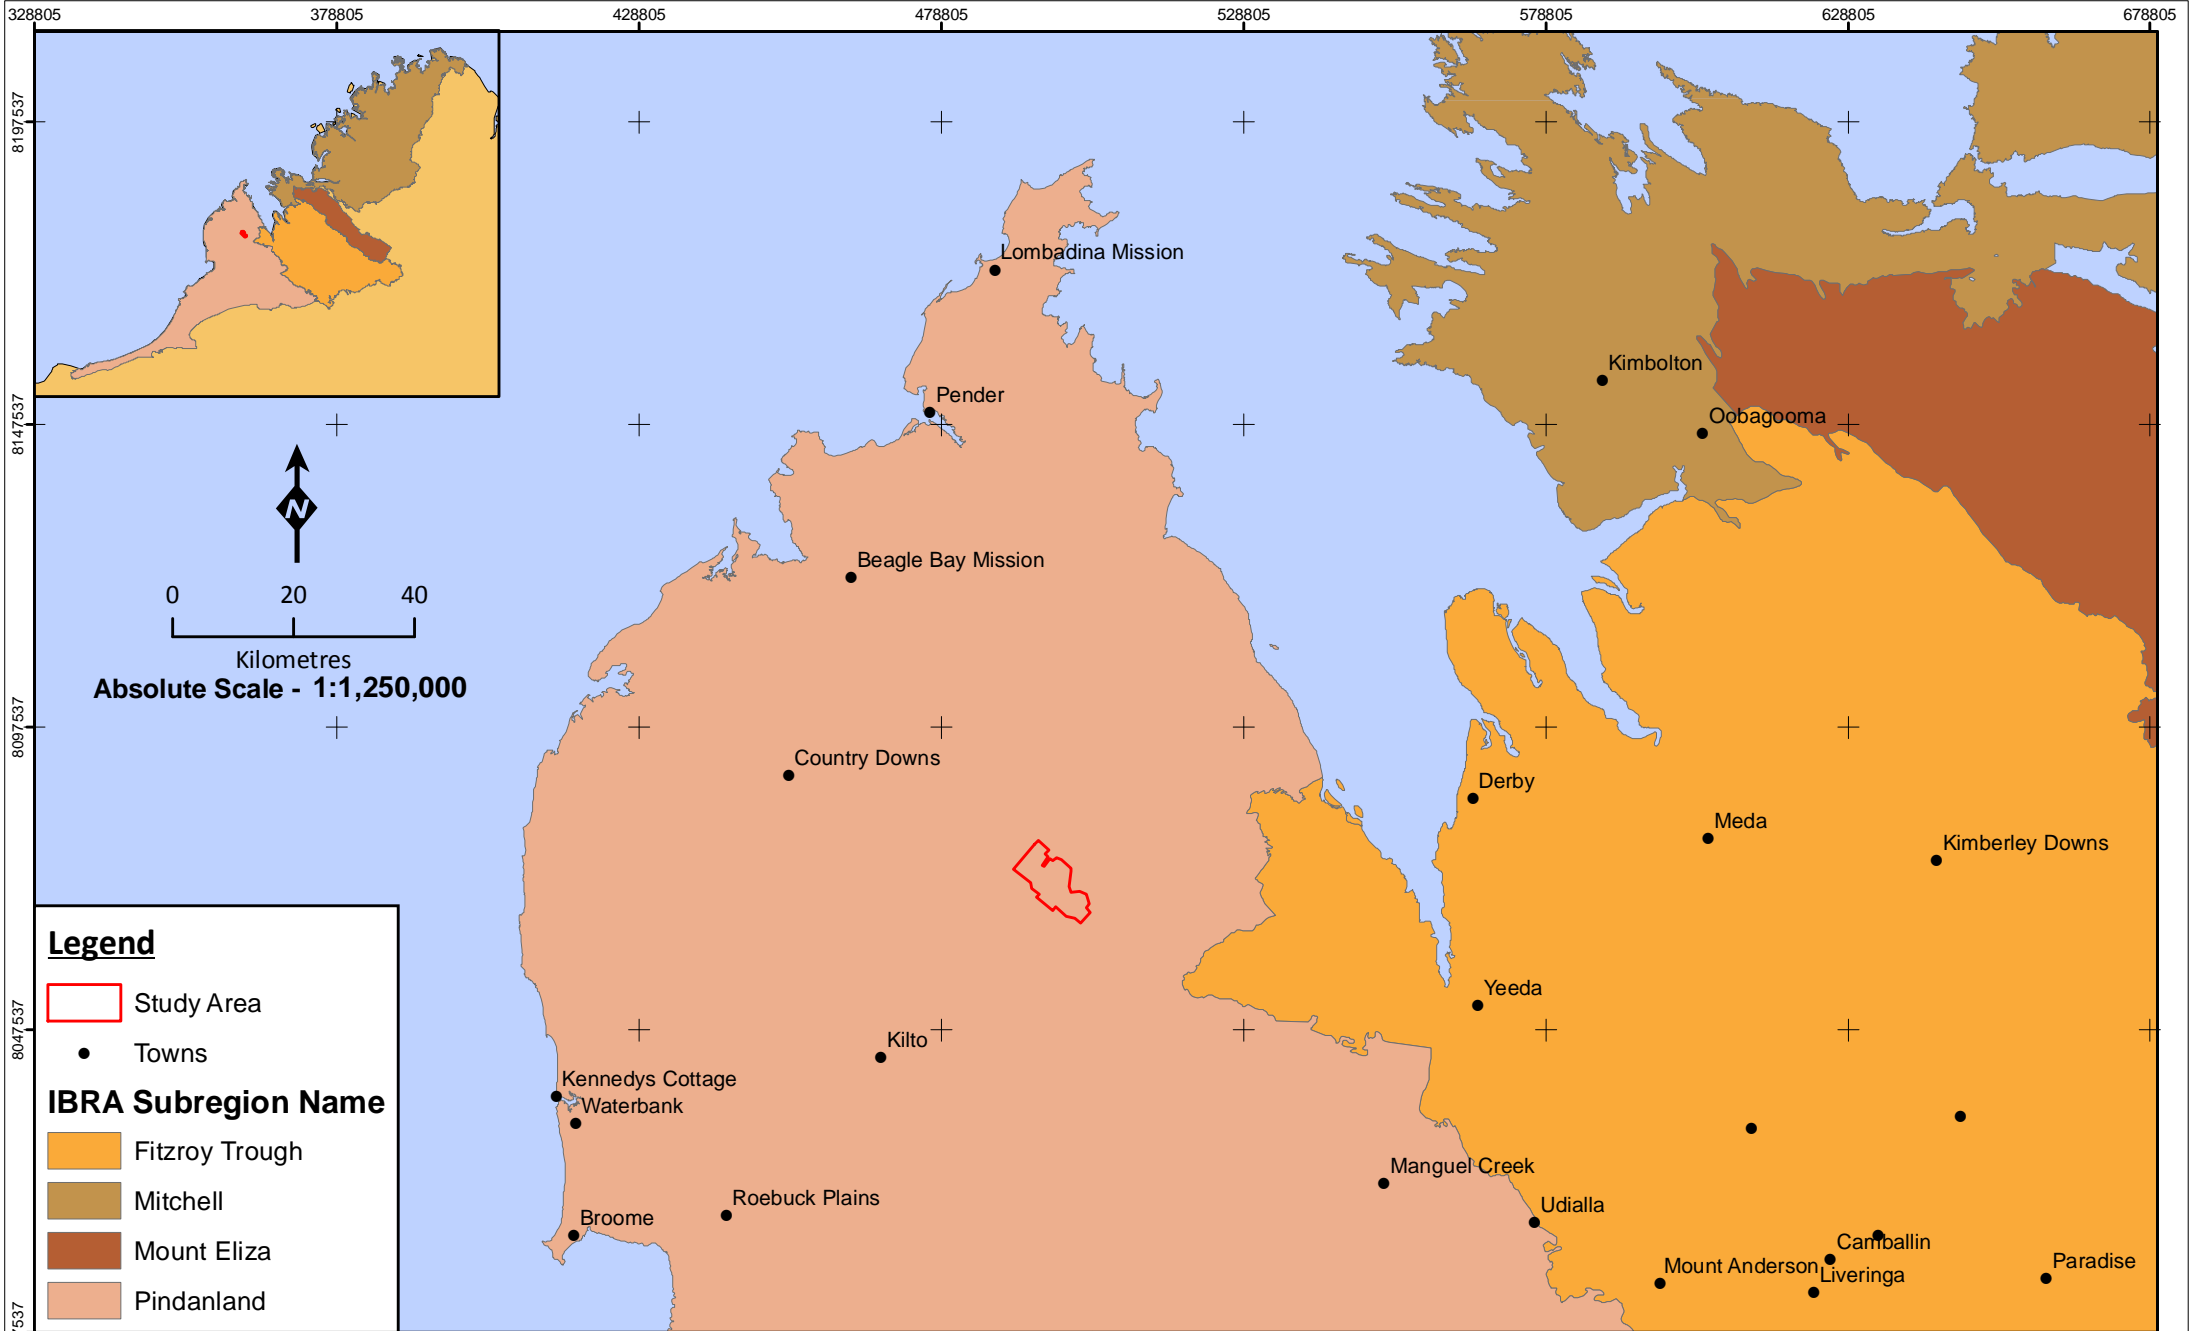 328805 378805 428805 478805 528805 578805 628805 678805
8197537
8147537
8097537
8047537
7537
Lombadina Mission
Kimbolton
Pender
Oobagooma
N
Beagle Bay Mission
0 20 40
Kilometres
Absolute Scale - 1:1,250,000
Country Downs
Derby
Meda
Kimberley Downs
Yeeda
Kilto
Kennedys Cottage
Waterbank
Manguel Creek
Roebuck Plains
Udialla
Broome
Camballin
Paradise
Mount Anderson
Liveringa
Legend
Study Area
Towns
IBRA Subregion Name
Fitzroy Trough
Mitchell
Mount Eliza
Pindanland